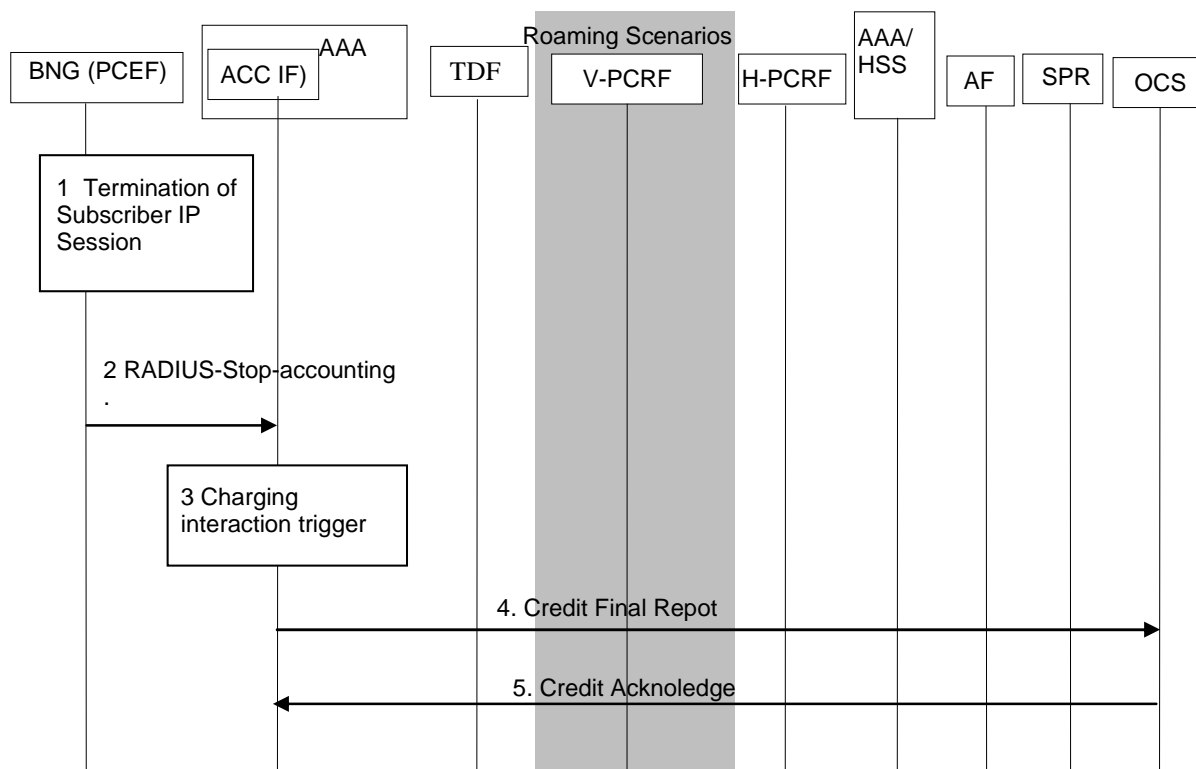 Roaming Scenarios
BNG (PCEF)
AAA
ACC IF)
TDF
V-PCRF
H-PCRF
AAA/
HSS
AF
SPR
OCS
1 Termination of
Subscriber IP
Session
2 RADIUS-Stop-accounting
.
3 Charging
interaction trigger
4. Credit Final Repot
5. Credit Acknoledge